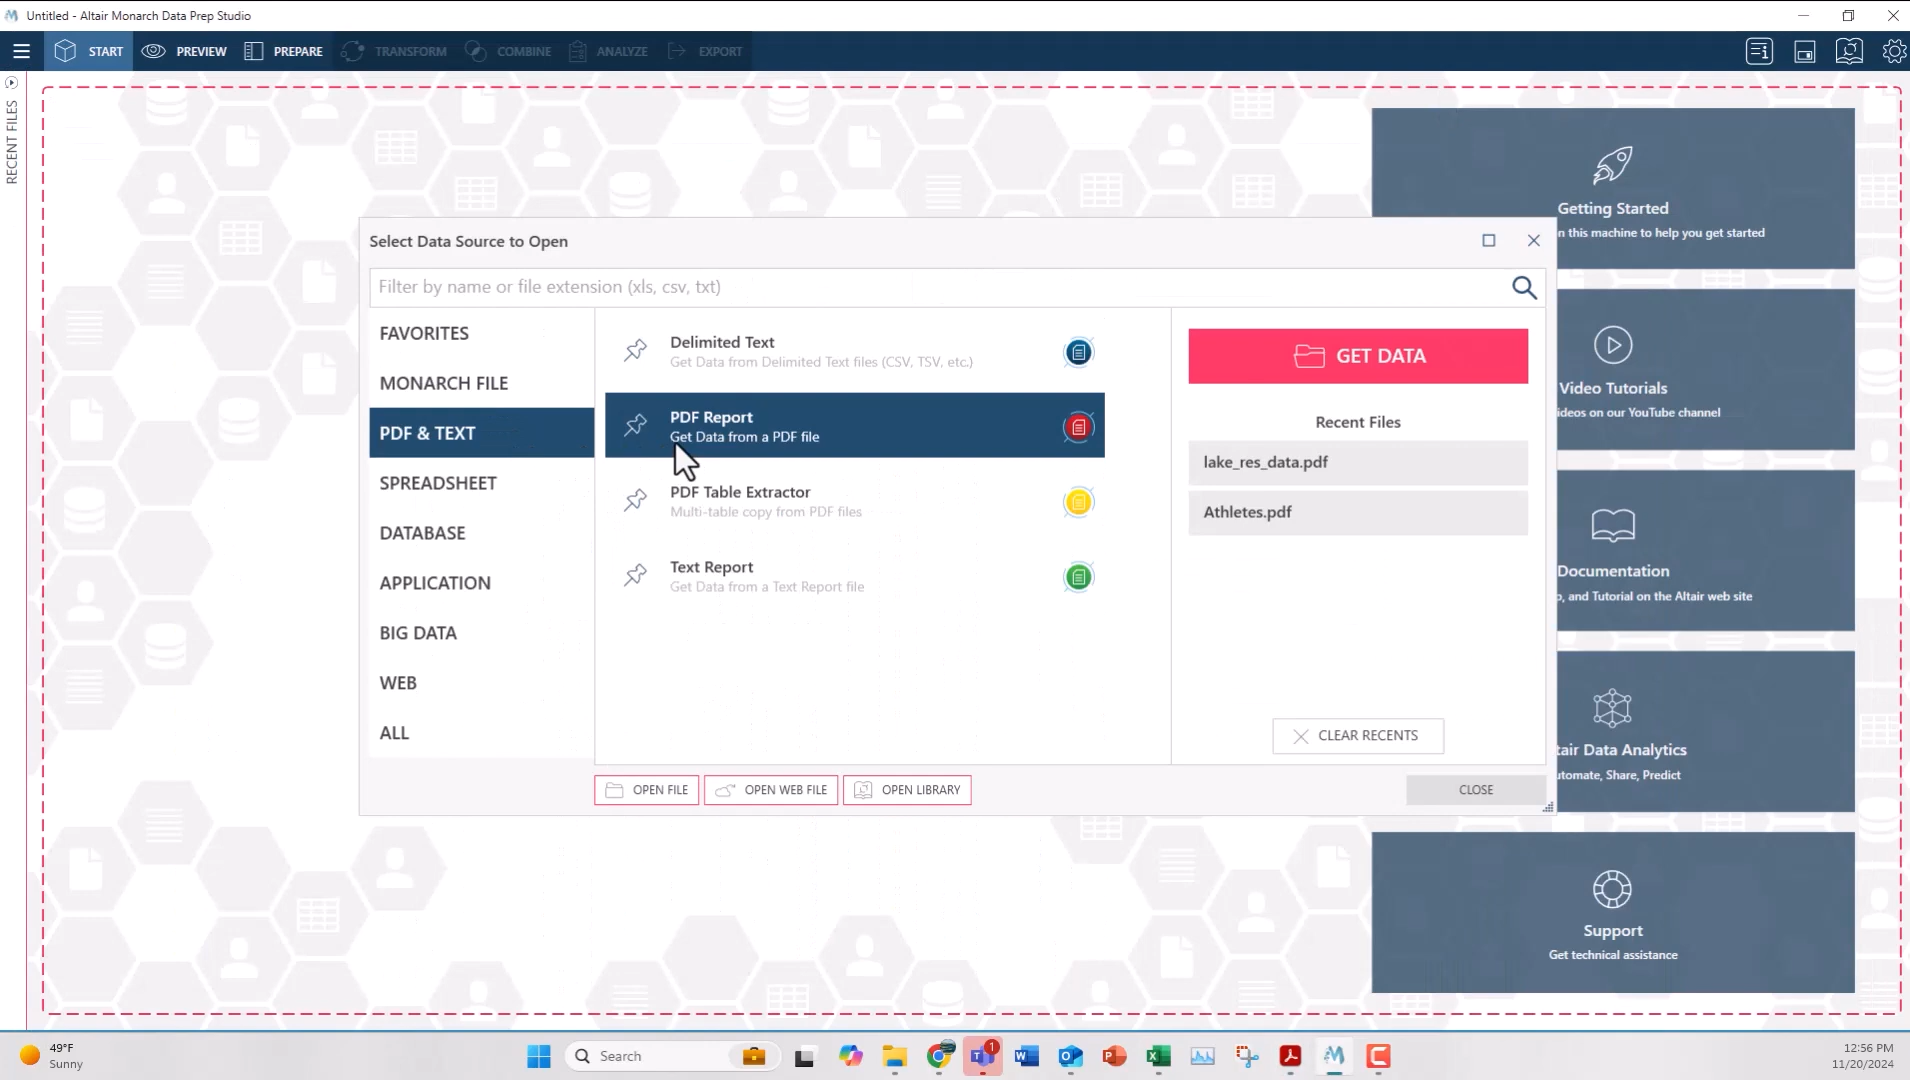 Untitled - Altair Monarch Data Prep Studio
START
PREVIEW
PREPARE
TRANSFORM
COMBINE
ANALYZE
EXPORT
RECENT FILES
Getting Started
n this machine to help you get started
Select Data Source to Open
Filter by name or file extension (xls, csv, txt)
FAVORITES
MONARCH FILE
PDF & TEXT
SPREADSHEET
DATABASE
APPLICATION
BIG DATA
WEB
ALL
Delimited Text
Get Data from Delimited Text files (CSV, TSV, etc.)
PDF Report
Get Data from a PDF file
PDF Table Extractor
Multi-table copy from PDF files
Text Report
Get Data from a Text Report file
GET DATA
Recent Files
lake_res_data.pdf
Athletes.pdf
CLEAR RECENTS
OPEN FILE
OPEN WEB FILE
OPEN LIBRARY
CLOSE
Video Tutorials
ideos on our YouTube channel
Documentation
, and Tutorial on the Altair web site
tair Data Analytics
utomate, Share, Predict
Support
Get technical assistance
49°F
Sunny
Search
1
12:56 PM
11/20/2024